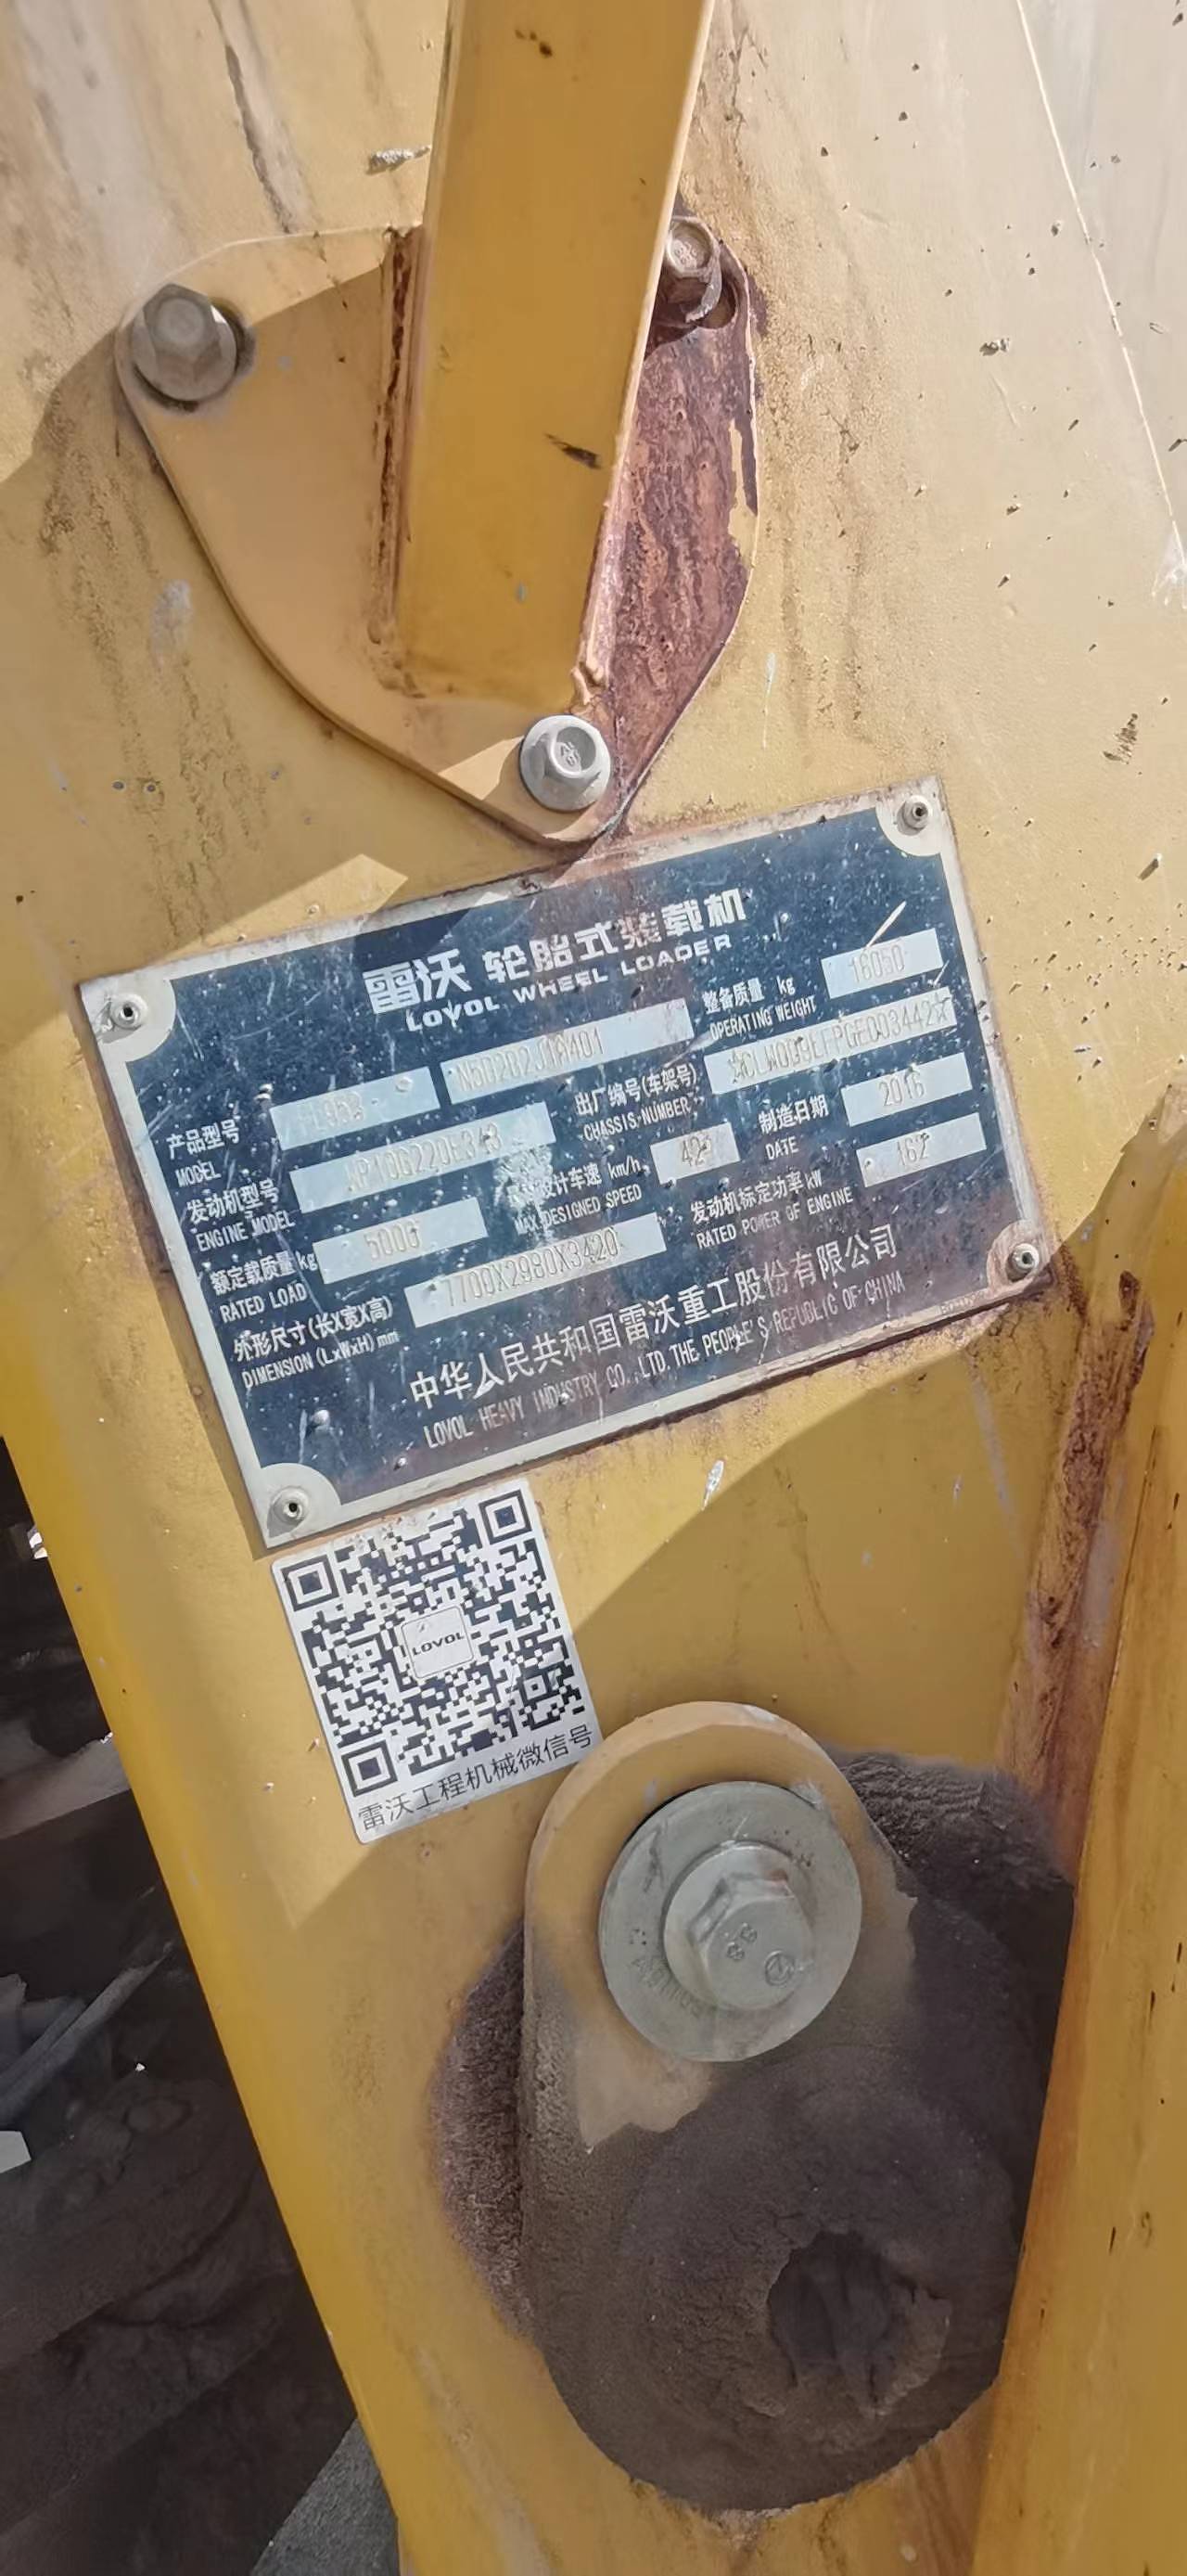 雷沃 轮胎式装载机
LOVOL WHEEL LOADER
产品型号
MODEL
整备质量 kg 16050
OPERATING WEIGHT
发动机型号
ENGINE MODEL
出厂编号(车架号)
CHASSIS NUMBER
额定载质量 kg
RATED LOAD
设计车速 km/h 42
MAX.DESIGNED SPEED
制造日期 2016
DATE
外形尺寸(长X宽X高)
DIMENSION(LxWxH)mm 7700X2980X3420
发动机标定功率 kW 162
RATED POWER OF ENGINE
中华人民共和国雷沃重工股份有限公司
LOVOL HEAVY INDUSTRY CO.,LTD.THE PEOPLE'S REPUBLIC OF CHINA
LOVOL
雷沃工程机械微信号